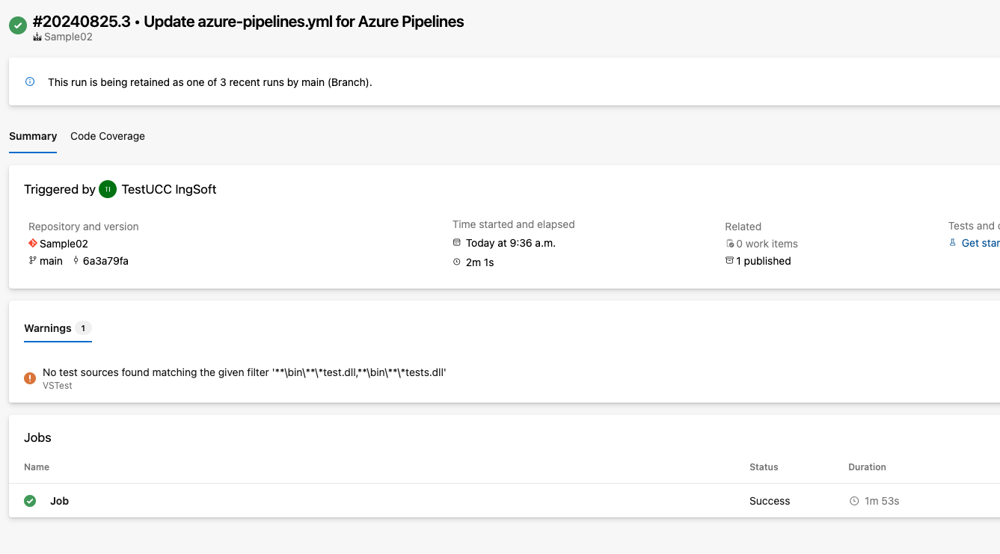 #20240825.3 • Update azure-pipelines.yml for Azure Pipelines
Sample02
This run is being retained as one of 3 recent runs by main (Branch).
Summary Code Coverage
Triggered by TI TestUCC IngSoft
Repository and version
Sample02
main 6a3a79fa
Time started and elapsed
Today at 9:36 a.m.
2m 1s
Related
0 work items
1 published
Tests and
Get
Warnings 1
No test sources found matching the given filter '**\bin\**\*test.dll,**\bin\**\*tests.dll'
VSTest
Jobs
Name Status Duration
Job Success 1m 53s